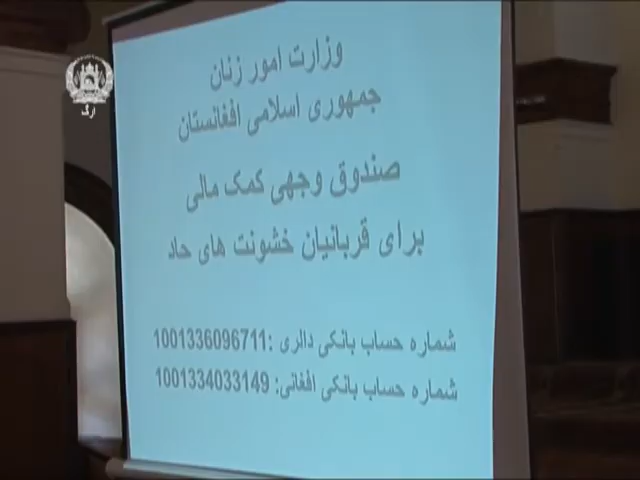 ارگ
وزارت امور زنان
جمهوری اسلامی افغانستان
صندوق وجهی کمک مالی
برای قربانیان خشونت های حاد
شماره حساب بانکی دالری :1001336096711
شماره حساب بانکی افغانی: 1001334033149